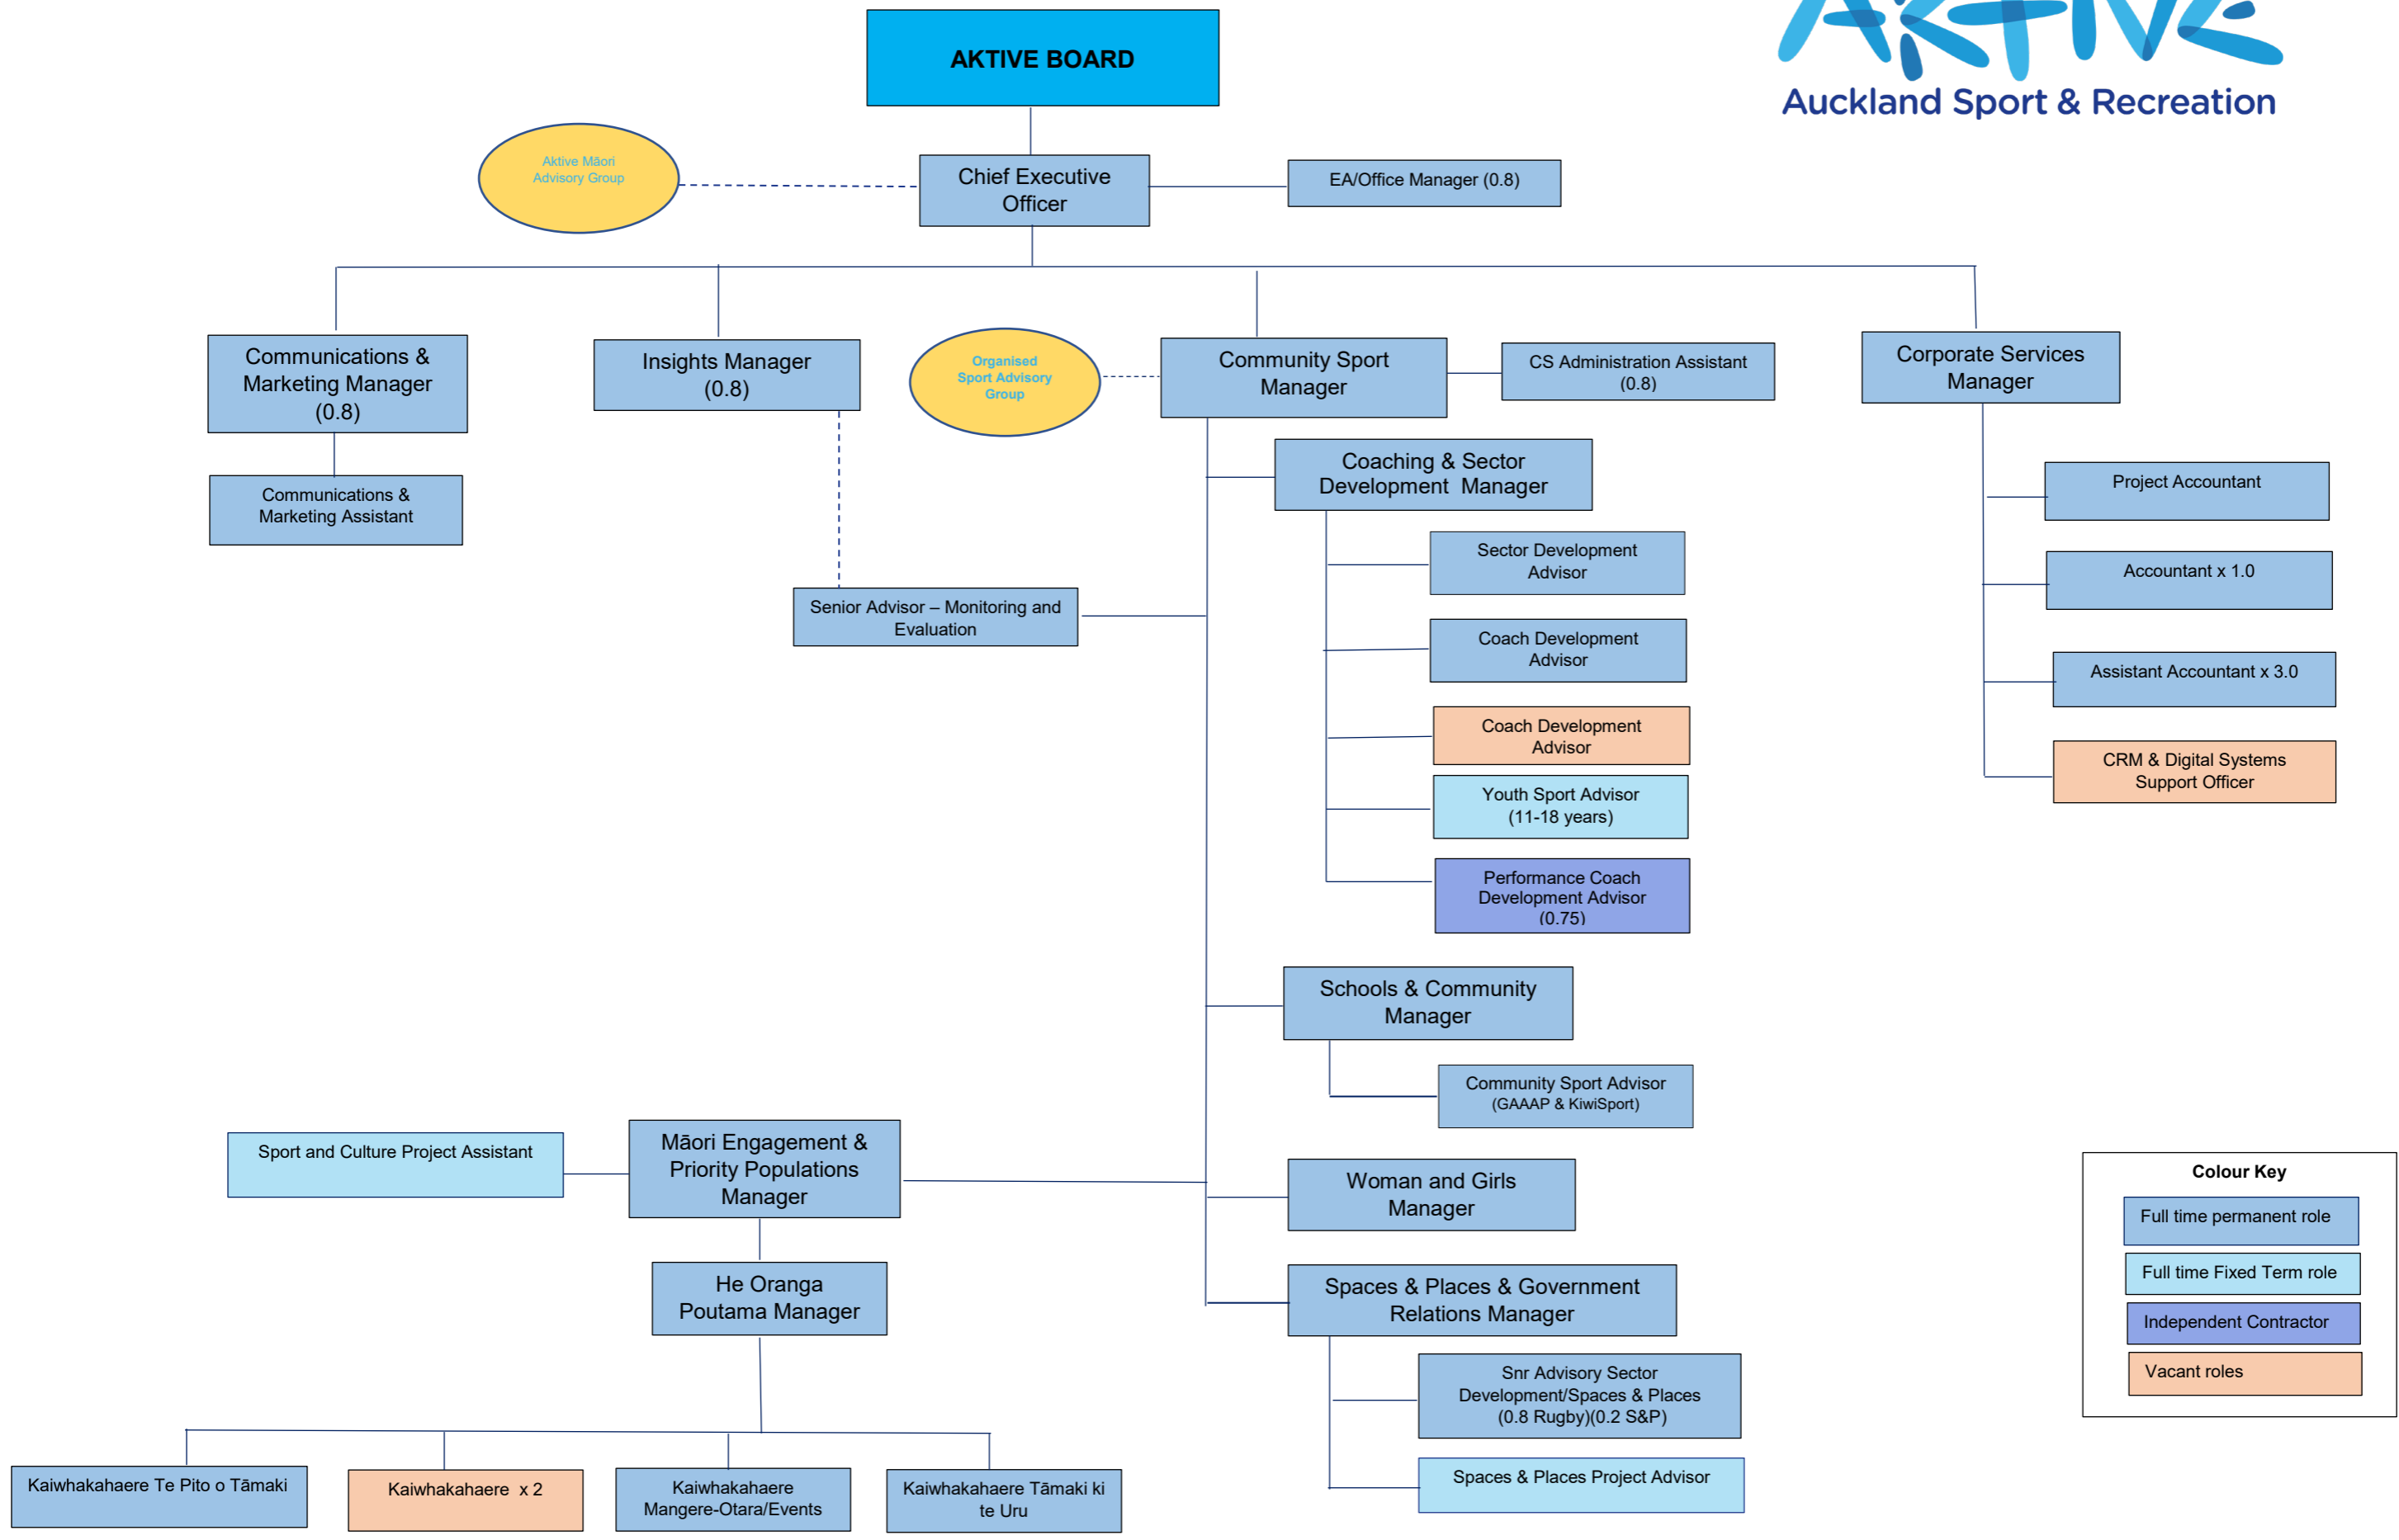 AKTIVE
Auckland Sport & Recreation
AKTIVE BOARD
Aktive Māori
Advisory Group
Chief Executive
Officer
EA/Office Manager (0.8)
Communications &
Marketing Manager
(0.8)
Insights Manager
(0.8)
Organised
Sport Advisory
Group
Community Sport
Manager
CS Administration Assistant
(0.8)
Corporate Services
Manager
Communications &
Marketing Assistant
Senior Advisor – Monitoring and
Evaluation
Coaching & Sector
Development  Manager
Sector Development
Advisor
Coach Development
Advisor
Coach Development
Advisor
Youth Sport Advisor
(11-18 years)
Performance Coach
Development Advisor
(0.75)
Project Accountant
Accountant x 1.0
Assistant Accountant x 3.0
CRM & Digital Systems
Support Officer
Schools & Community
Manager
Community Sport Advisor
(GAAAP & KiwiSport)
Sport and Culture Project Assistant
Māori Engagement &
Priority Populations
Manager
Woman and Girls
Manager
He Oranga
Poutama Manager
Spaces & Places & Government
Relations Manager
Snr Advisory Sector
Development/Spaces & Places
(0.8 Rugby)(0.2 S&P)
Spaces & Places Project Advisor
Kaiwhakahaere Te Pito o Tāmaki
Kaiwhakahaere  x 2
Kaiwhakahaere
Mangere-Otara/Events
Kaiwhakahaere Tāmaki ki
te Uru
Colour Key
Full time permanent role
Full time Fixed Term role
Independent Contractor
Vacant roles